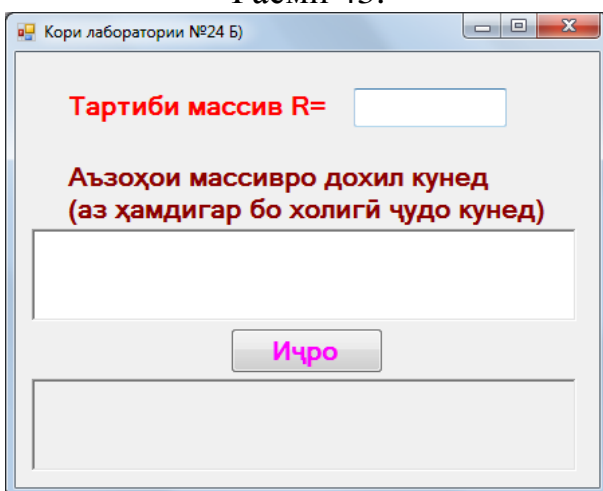 Кори лаборатории №24 Б)
Тартиби массив R=
Аъзоҳои массивро дохил кунед
(аз ҳамдигар бо холигӣ ҷудо кунед)
Иҷро